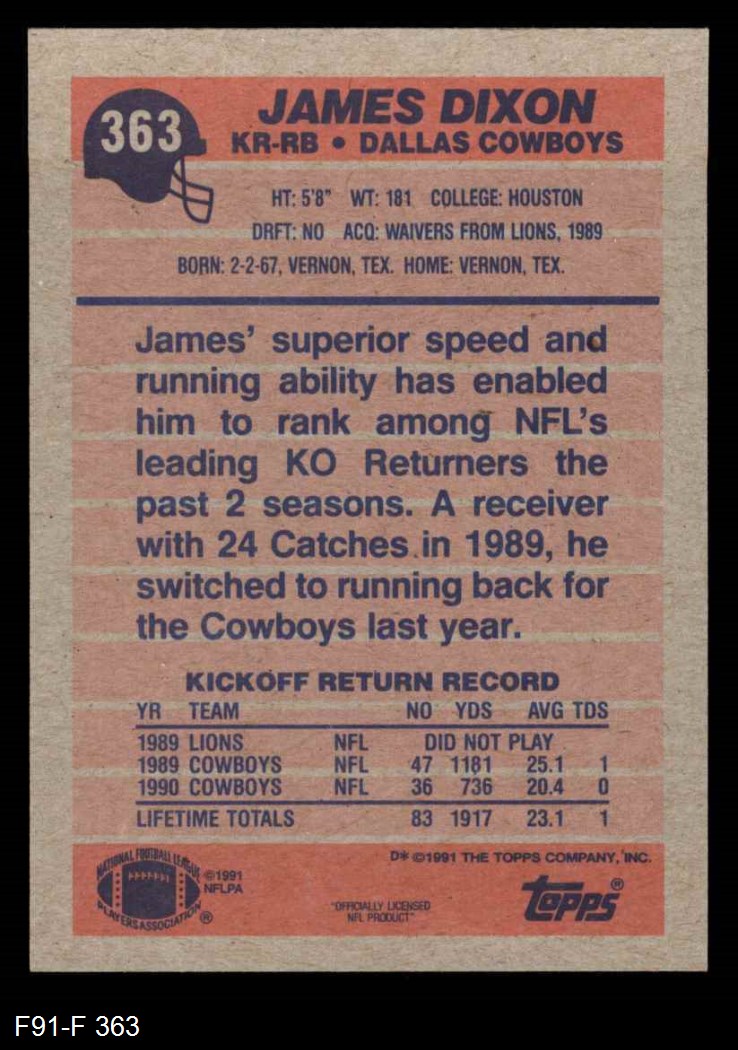 363
JAMES DIXON
KR-RB • DALLAS COWBOYS
HT: 5'8" WT: 181 COLLEGE: HOUSTON
DRFT: NO ACQ: WAIVERS FROM LIONS, 1989
BORN: 2-2-67, VERNON, TEX. HOME: VERNON, TEX.
James' superior speed and
running ability has enabled
him to rank among NFL's
leading KO Returners the
past 2 seasons. A receiver
with 24 Catches in 1989, he
switched to running back for
the Cowboys last year.
KICKOFF RETURN RECORD
YR TEAM NO YDS AVG TDS
1989 LIONS NFL DID NOT PLAY
1989 COWBOYS NFL 47 1181 25.1 1
1990 COWBOYS NFL 36 736 20.4 0
LIFETIME TOTALS 83 1917 23.1 1
NATIONAL FOOTBALL LEAGUE
PLAYERS ASSOCIATION ®
©1991
NFLPA
D* ©1991 THE TOPPS COMPANY, INC.
"OFFICIALLY LICENSED
NFL PRODUCT"
topps®
F91-F 363